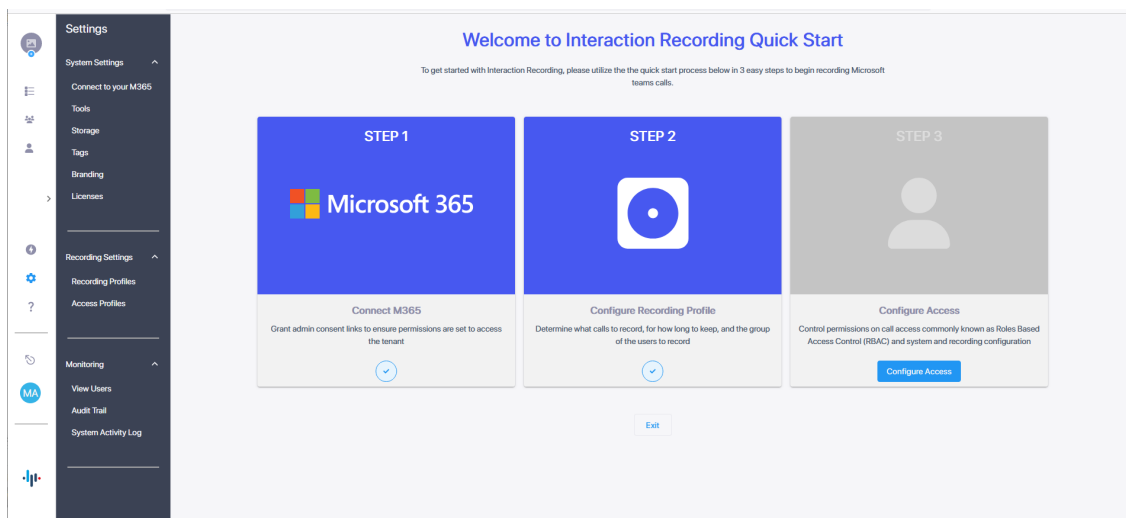 Settings
System Settings
Connect to your M365
Tools
Storage
Tags
Branding
Licenses
Recording Settings
Recording Profiles
Access Profiles
Monitoring
View Users
Audit Trail
System Activity Log
?
MA
Welcome to Interaction Recording Quick Start
To get started with Interaction Recording, please utilize the the quick start process below in 3 easy steps to begin recording Microsoft
teams calls.
STEP 1
Microsoft 365
Connect M365
Grant admin consent links to ensure permissions are set to access
the tenant
STEP 2
Configure Recording Profile
Determine what calls to record, for how long to keep, and the group
of the users to record
STEP 3
Configure Access
Control permissions on call access commonly known as Roles Based
Access Control (RBAC) and system and recording configuration
Configure Access
Exit